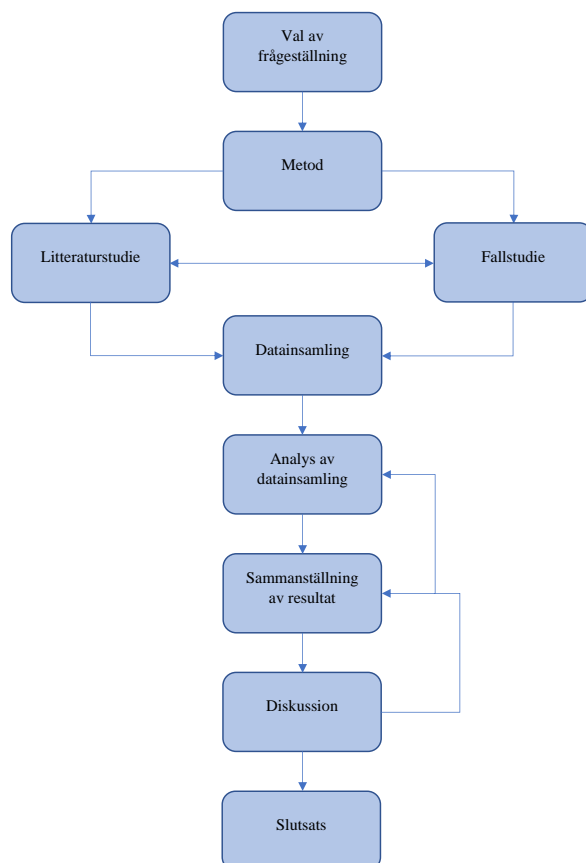 Val av
frågeställning
Metod
Litteraturstudie
Fallstudie
Datainsamling
Analys av
datainsamling
Sammanställning
av resultat
Diskussion
Slutsats